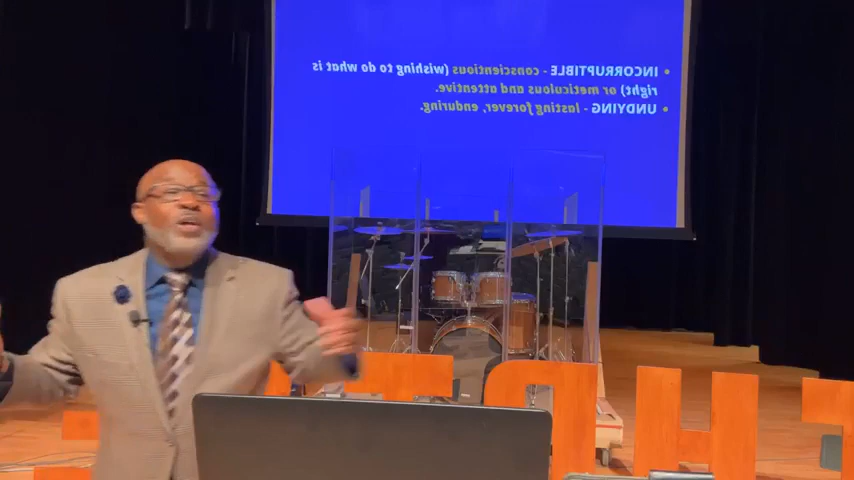 • INCORRUPTIBLE - conscientious (wishing to do what is
right) or meticulous and attentive.
• UNDYING - lasting forever, enduring.